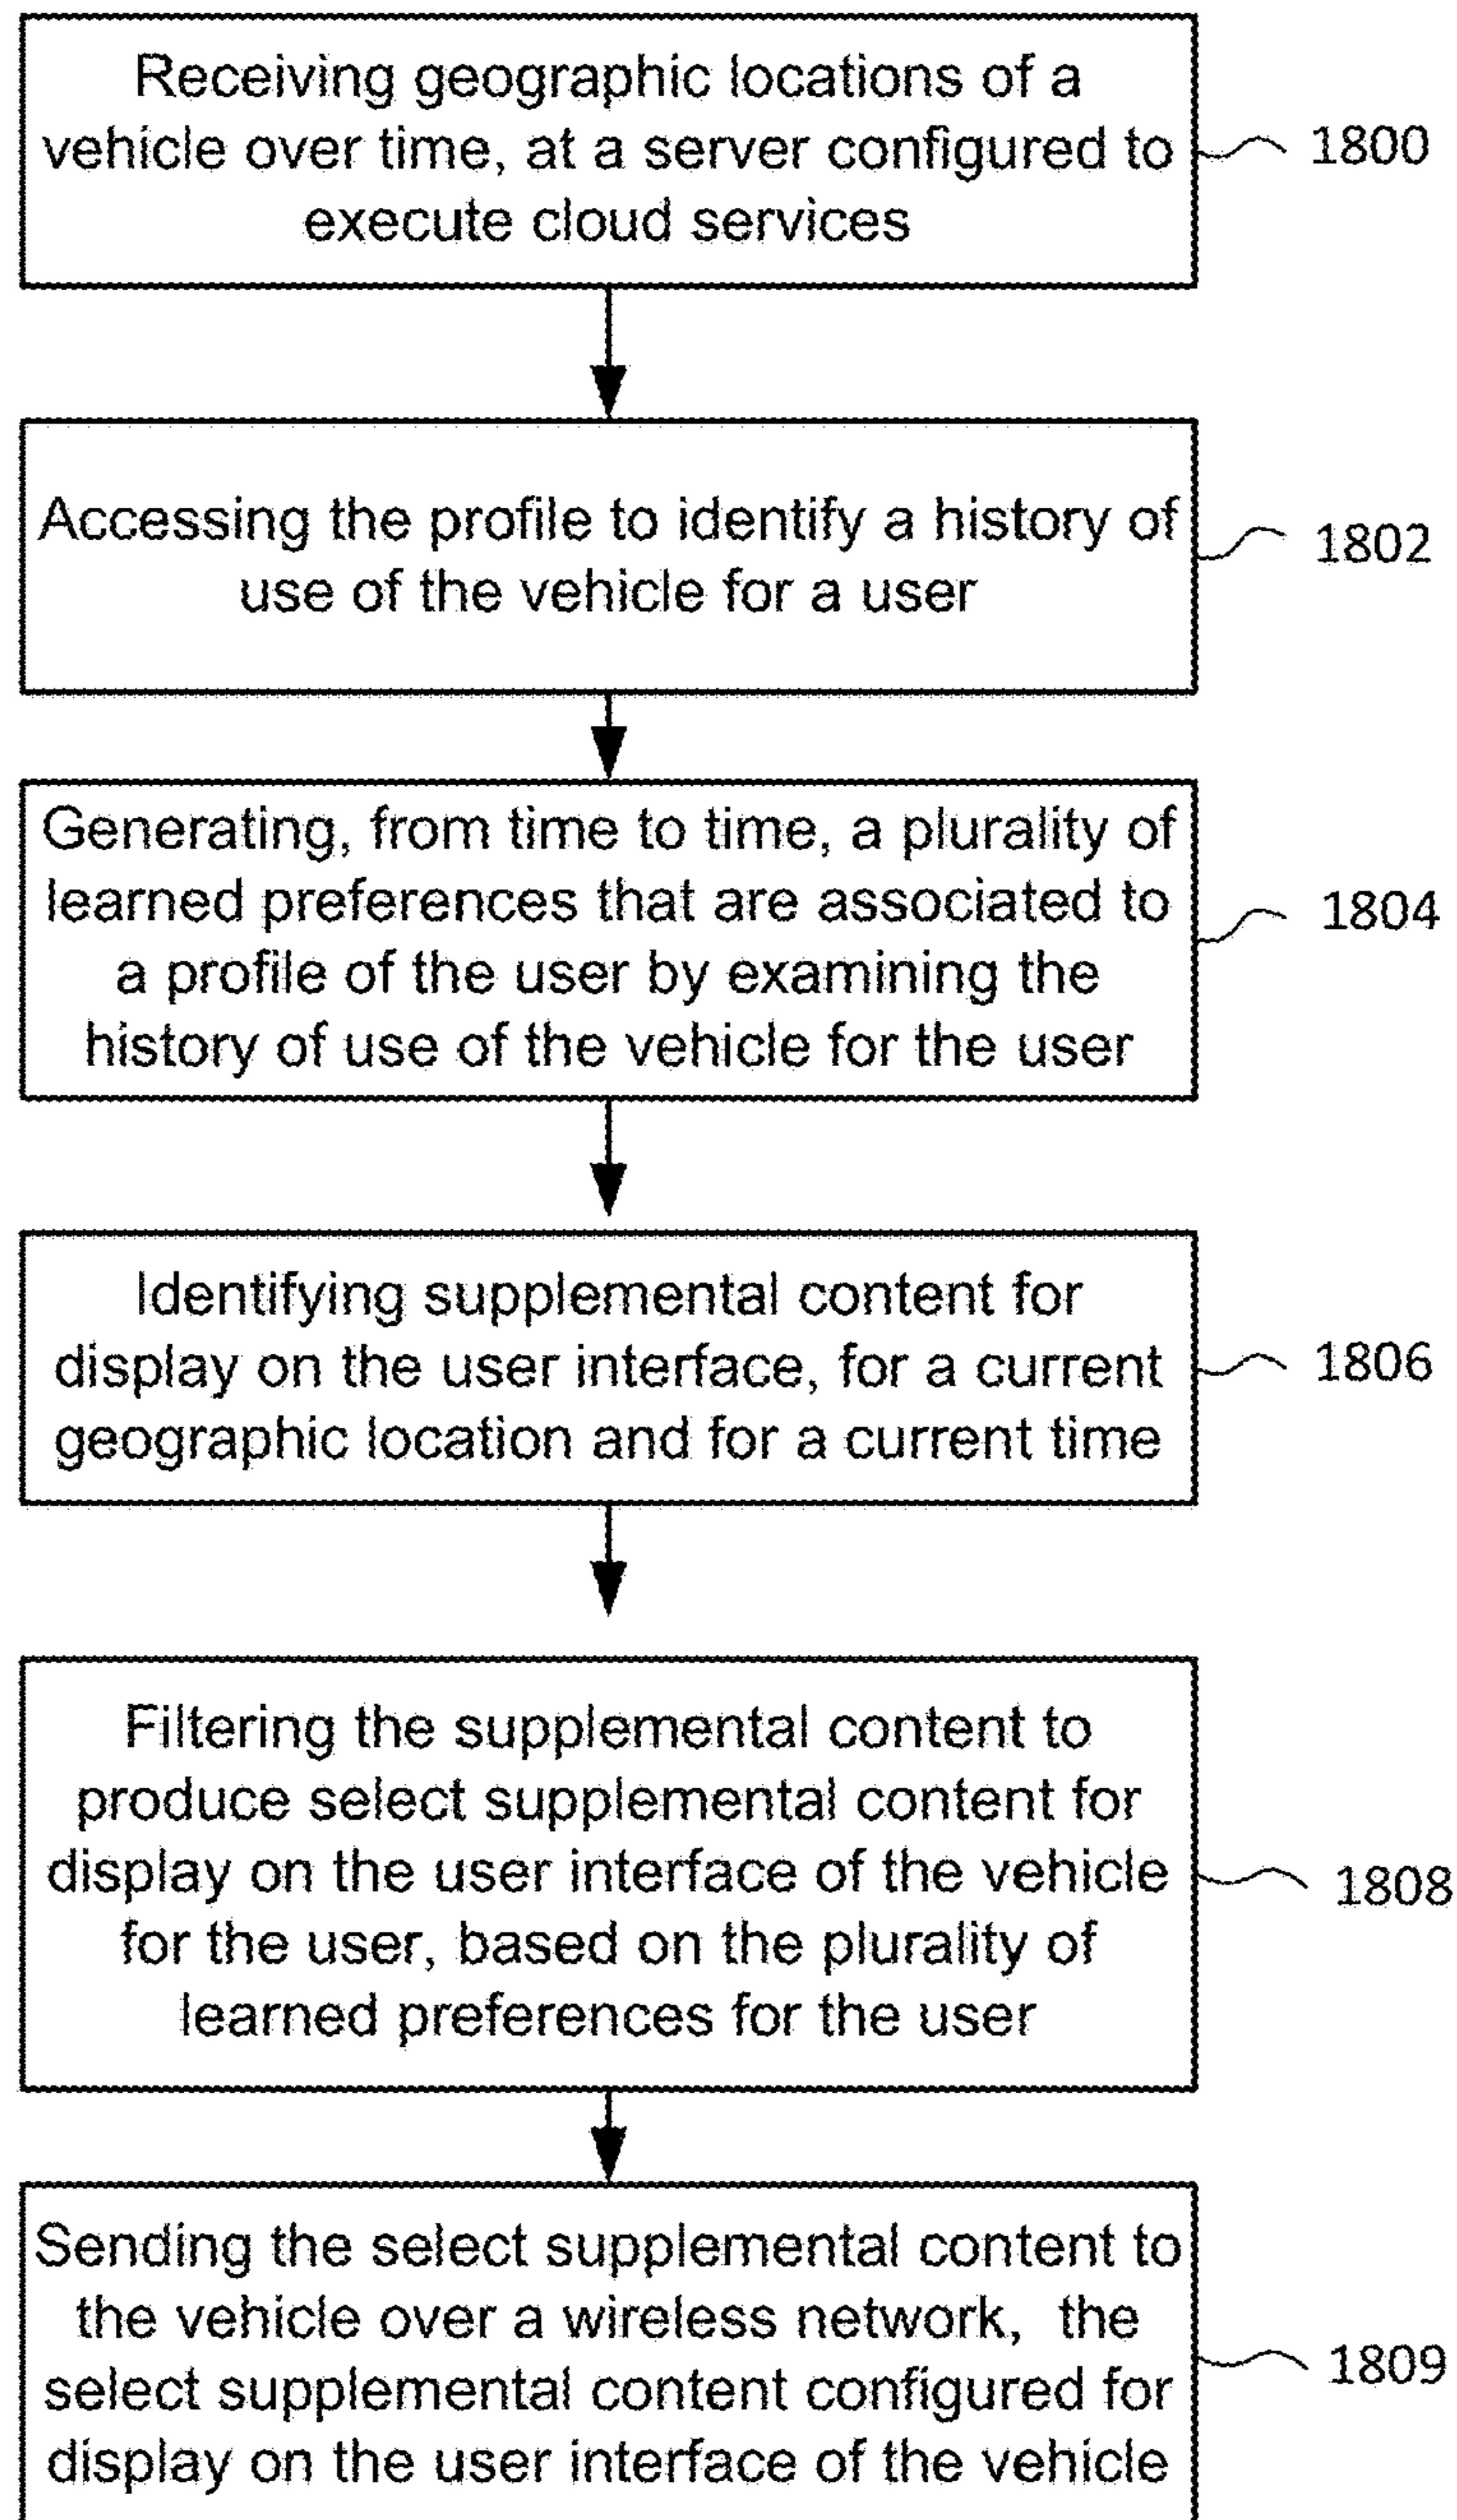 Receiving geographic locations of a
vehicle over time, at a server configured to
execute cloud services
1800
Accessing the profile to identify a history of
use of the vehicle for a user
1802
Generating, from time to time, a plurality of
learned preferences that are associated to
a profile of the user by examining the
history of use of the vehicle for the user
1804
Identifying supplemental content for
display on the user interface, for a current
geographic location and for a current time
1806
Filtering the supplemental content to
produce select supplemental content for
display on the user interface of the vehicle
for the user, based on the plurality of
learned preferences for the user
1808
Sending the select supplemental content to
the vehicle over a wireless network, the
select supplemental content configured for
display on the user interface of the vehicle
1809